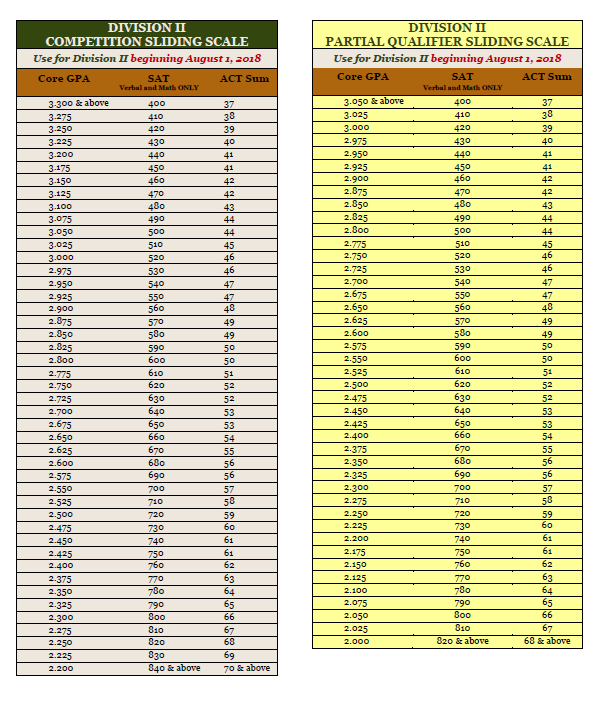 DIVISION II
COMPETITION SLIDING SCALE
Use for Division II beginning August 1, 2018
Core GPA SAT ACT Sum
Verbal and Math ONLY
3.300 & above 400 37
3.275 410 38
3.250 420 39
3.225 430 40
3.200 440 41
3.175 450 41
3.150 460 42
3.125 470 42
3.100 480 43
3.075 490 44
3.050 500 44
3.025 510 45
3.000 520 46
2.975 530 46
2.950 540 47
2.925 550 47
2.900 560 48
2.875 570 49
2.850 580 49
2.825 590 50
2.800 600 50
2.775 610 51
2.750 620 52
2.725 630 52
2.700 640 53
2.675 650 53
2.650 660 54
2.625 670 55
2.600 680 56
2.575 690 56
2.550 700 57
2.525 710 58
2.500 720 59
2.475 730 60
2.450 740 61
2.425 750 61
2.400 760 62
2.375 770 63
2.350 780 64
2.325 790 65
2.300 800 66
2.275 810 67
2.250 820 68
2.225 830 69
2.200 840 & above 70 & above
DIVISION II
PARTIAL QUALIFIER SLIDING SCALE
Use for Division II beginning August 1, 2018
Core GPA SAT ACT Sum
Verbal and Math ONLY
3.050 & above 400 37
3.025 410 38
3.000 420 39
2.975 430 40
2.950 440 41
2.925 450 41
2.900 460 42
2.875 470 42
2.850 480 43
2.825 490 44
2.800 500 44
2.775 510 45
2.750 520 46
2.725 530 46
2.700 540 47
2.675 550 47
2.650 560 48
2.625 570 49
2.600 580 49
2.575 590 50
2.550 600 50
2.525 610 51
2.500 620 52
2.475 630 52
2.450 640 53
2.425 650 53
2.400 660 54
2.375 670 55
2.350 680 56
2.325 690 56
2.300 700 57
2.275 710 58
2.250 720 59
2.225 730 60
2.200 740 61
2.175 750 61
2.150 760 62
2.125 770 63
2.100 780 64
2.075 790 65
2.050 800 66
2.025 810 67
2.000 820 & above 68 & above